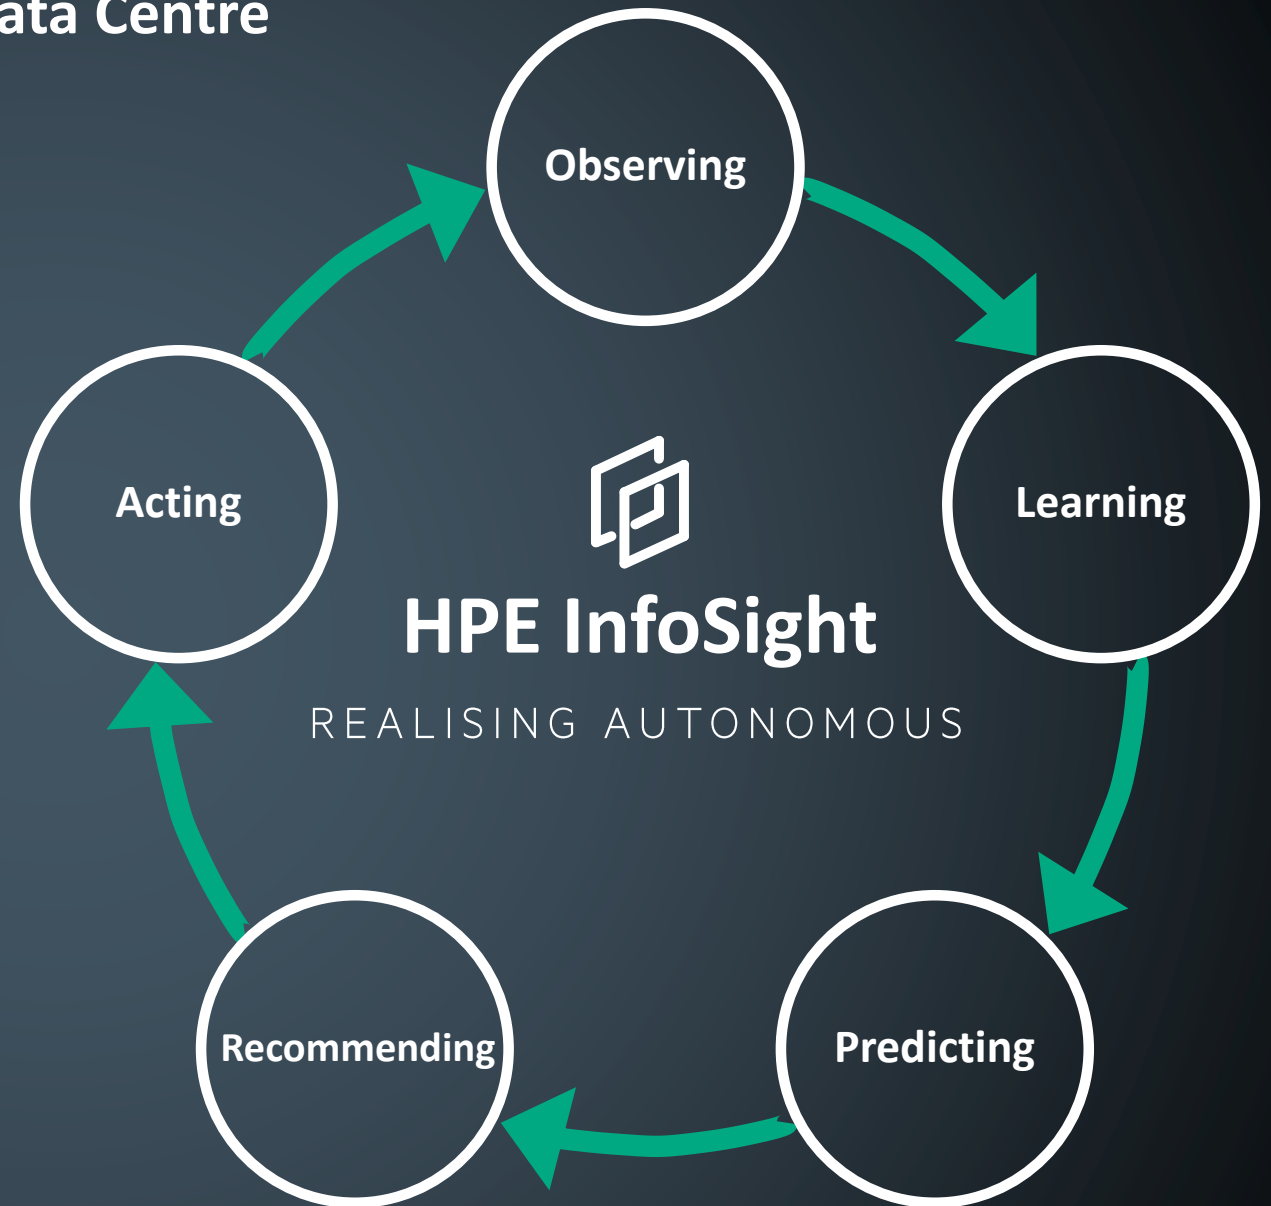 ata Centre
Observing
Acting
Learning
HPE InfoSight
REALISING AUTONOMOUS
Recommending
Predicting